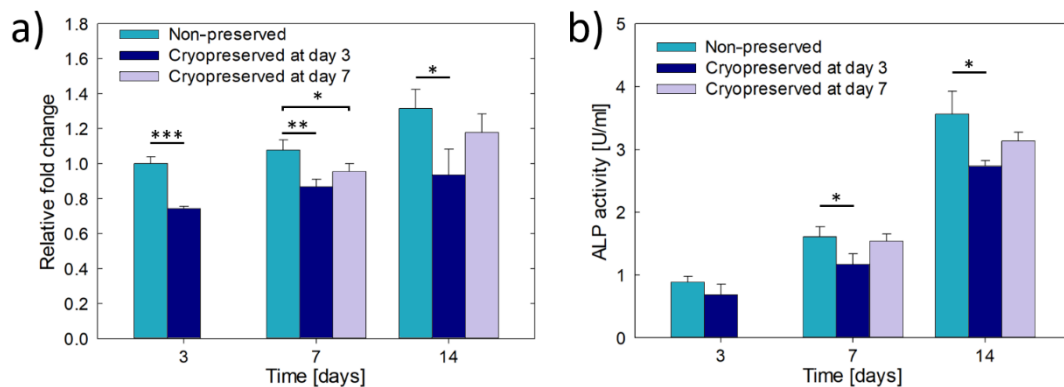 a)
Relative fold change
1.8
1.6
1.4
1.2
1.0
0.8
0.6
0.4
0.2
0.0
Non-preserved
Cryopreserved at day 3
Cryopreserved at day 7
***
**
*
*
3
7
14
Time [days]
b)
ALP activity [U/ml]
5
4
3
2
1
0
Non-preserved
Cryopreserved at day 3
Cryopreserved at day 7
*
*
3
7
14
Time [days]